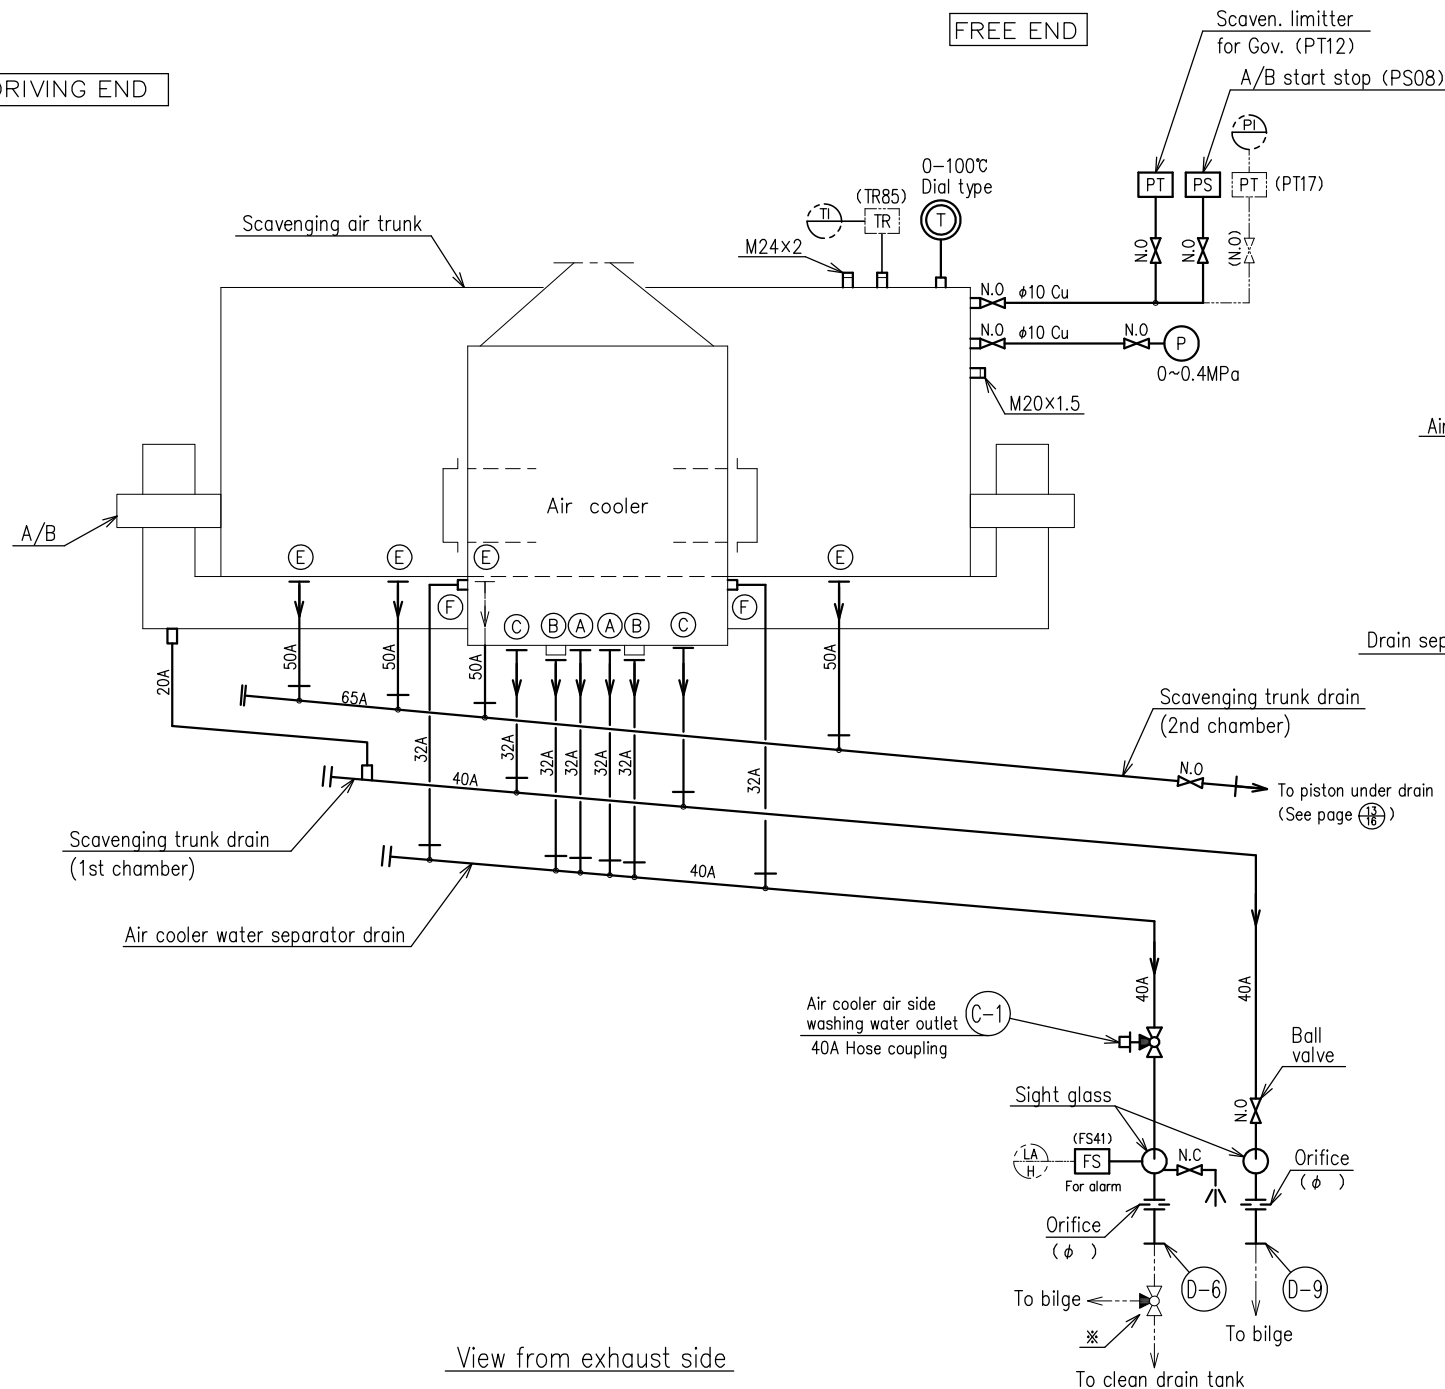 FREE END
Scaven. limitter
for Gov. (PT12)
DRIVING END
A/B start stop (PS08)
PI
0-100℃
Dial type
PT
PS
PT
(PT17)
(TR85)
TI
TR
T
Scavenging air trunk
M24×2
N.O
N.O
(N.O)
N.O
φ10 Cu
N.O
φ10 Cu
N.O
P
0~0.4MPa
M20×1.5
Air
Air cooler
A/B
E
E
E
E
F
F
C
B
A
A
B
C
Drain sep
50A
50A
50A
50A
20A
65A
Scavenging trunk drain
(2nd chamber)
32A
32A
32A
32A
32A
32A
32A
N.O
40A
To piston under drain
(See page 13/16)
Scavenging trunk drain
(1st chamber)
40A
Air cooler water separator drain
40A
40A
Air cooler air side
washing water outlet
40A Hose coupling
C-1
Ball
valve
Sight glass
N.O
(FS41)
LA
H
FS
N.C
For alarm
Orifice
( φ )
Orifice
( φ )
D-6
D-9
To bilge
※
To bilge
View from exhaust side
To clean drain tank